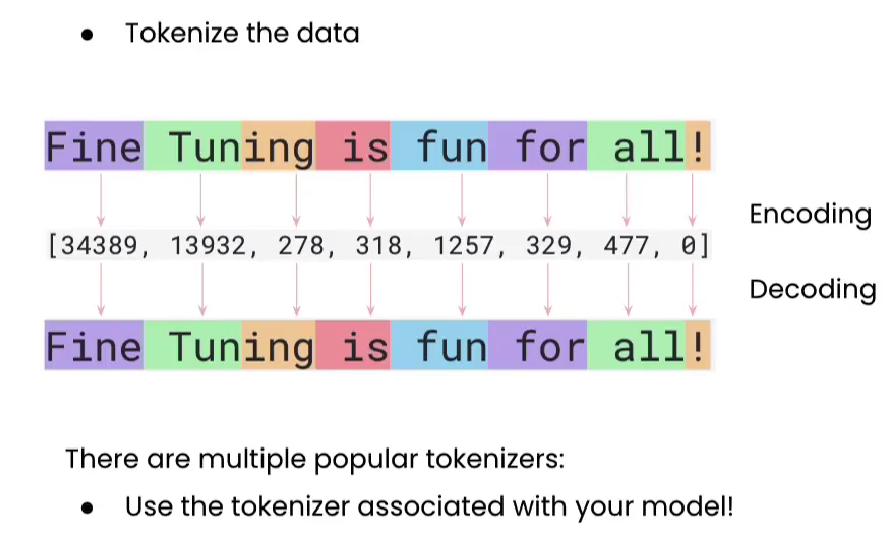 ● Tokenize the data
Fine Tuning is fun for all!
Encoding
[34389, 13932, 278, 318, 1257, 329, 477, 0]
Decoding
Fine Tuning is fun for all!
There are multiple popular tokenizers:
● Use the tokenizer associated with your model!